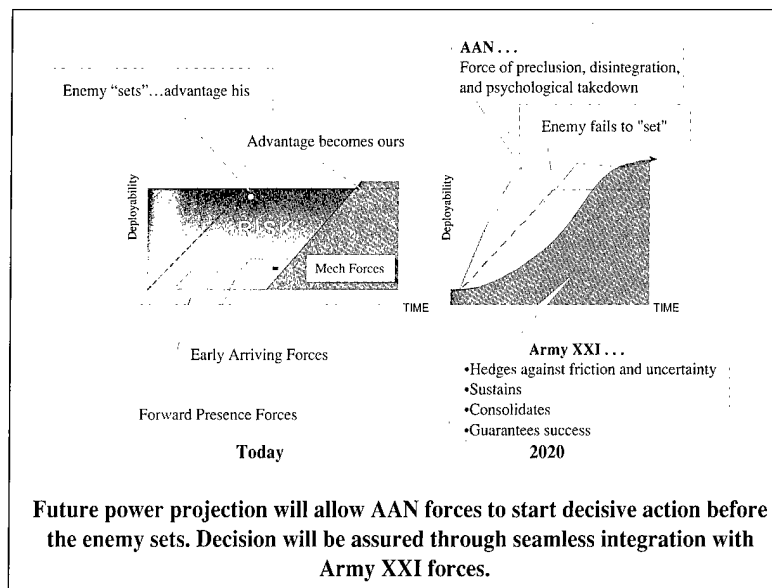 AAN . . .
Force of preclusion, disintegration,
and psychological takedown
Enemy “sets”…advantage his
Enemy fails to "set"
Advantage becomes ours
Deployability
RISK
Mech Forces
TIME
Deployability
TIME
Early Arriving Forces
Forward Presence Forces
Today
Army XXI . . .
•Hedges against friction and uncertainty
•Sustains
•Consolidates
•Guarantees success
2020
Future power projection will allow AAN forces to start decisive action before
the enemy sets. Decision will be assured through seamless integration with
Army XXI forces.